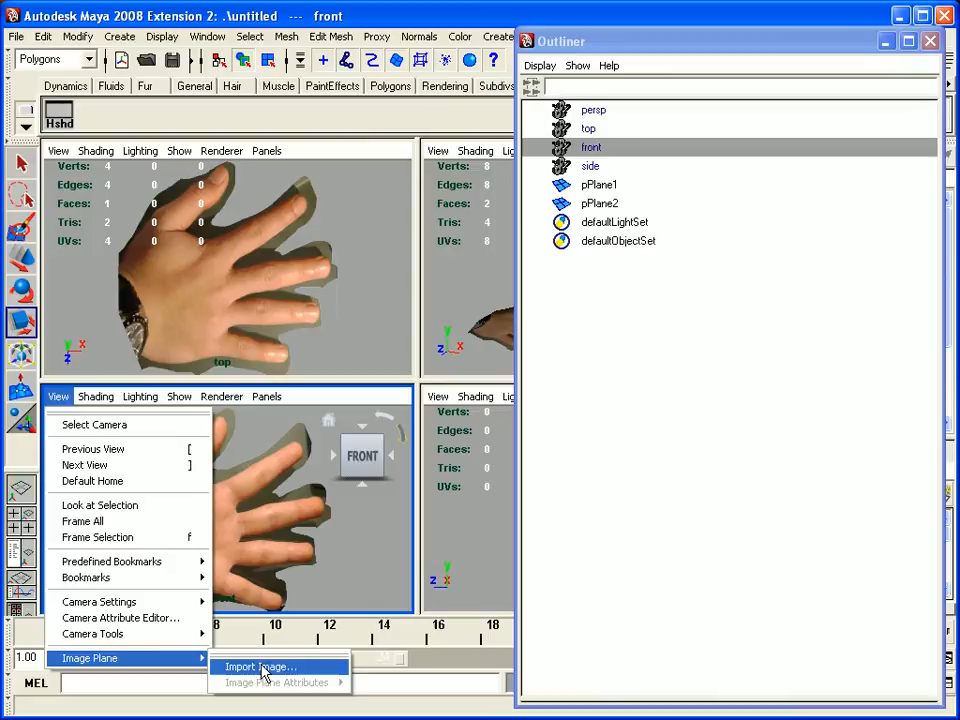 Autodesk Maya 2008 Extension 2: .\untitled --- front
File Edit Modify Create Display Window Select Mesh Edit Mesh Proxy Normals Color Create
Polygons
Dynamics Fluids Fur General Hair Muscle PaintEffects Polygons Rendering Subdivs
Hshd
View Shading Lighting Show Renderer Panels
Verts: 4 0 0
Edges: 4 0 0
Faces: 1 0 0
Tris: 2 0 0
UVs: 4 0 0
y x
z
top
View Shading
Verts: 8
Edges: 8
Faces: 2
Tris: 4
UVs: 8
y
z x
View Shading Lighting Show Renderer Panels
FRONT
View Shading
Verts: 0
Edges: 0
Faces: 0
Tris: 0
UVs: 0
y
z x
Select Camera
Previous View [
Next View ]
Default Home
Look at Selection
Frame All
Frame Selection f
Predefined Bookmarks
Bookmarks
Camera Settings
Camera Attribute Editor...
Camera Tools
Image Plane
Import Image...
Image Plane Attributes
8 10 12 14 16 18
1.00
MEL
Outliner
Display Show Help
persp
top
front
side
pPlane1
pPlane2
defaultLightSet
defaultObjectSet